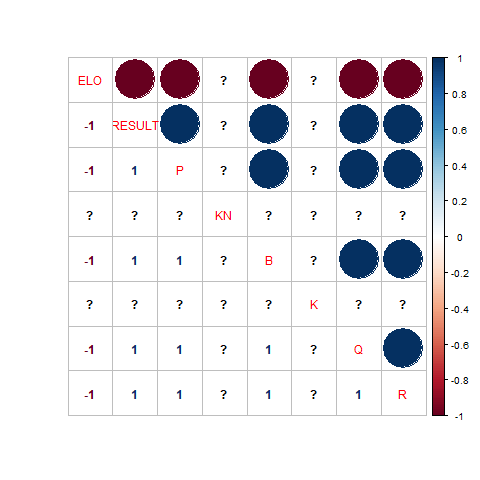 ELO ? ?
-1 RESULT ? ?
-1 1 P ? ?
? ? ? KN ? ? ? ?
-1 1 1 ? B ?
? ? ? ? ? K ? ?
-1 1 1 ? 1 ? Q
-1 1 1 ? 1 ? 1 R
1
0.8
0.6
0.4
0.2
0
-0.2
-0.4
-0.6
-0.8
-1